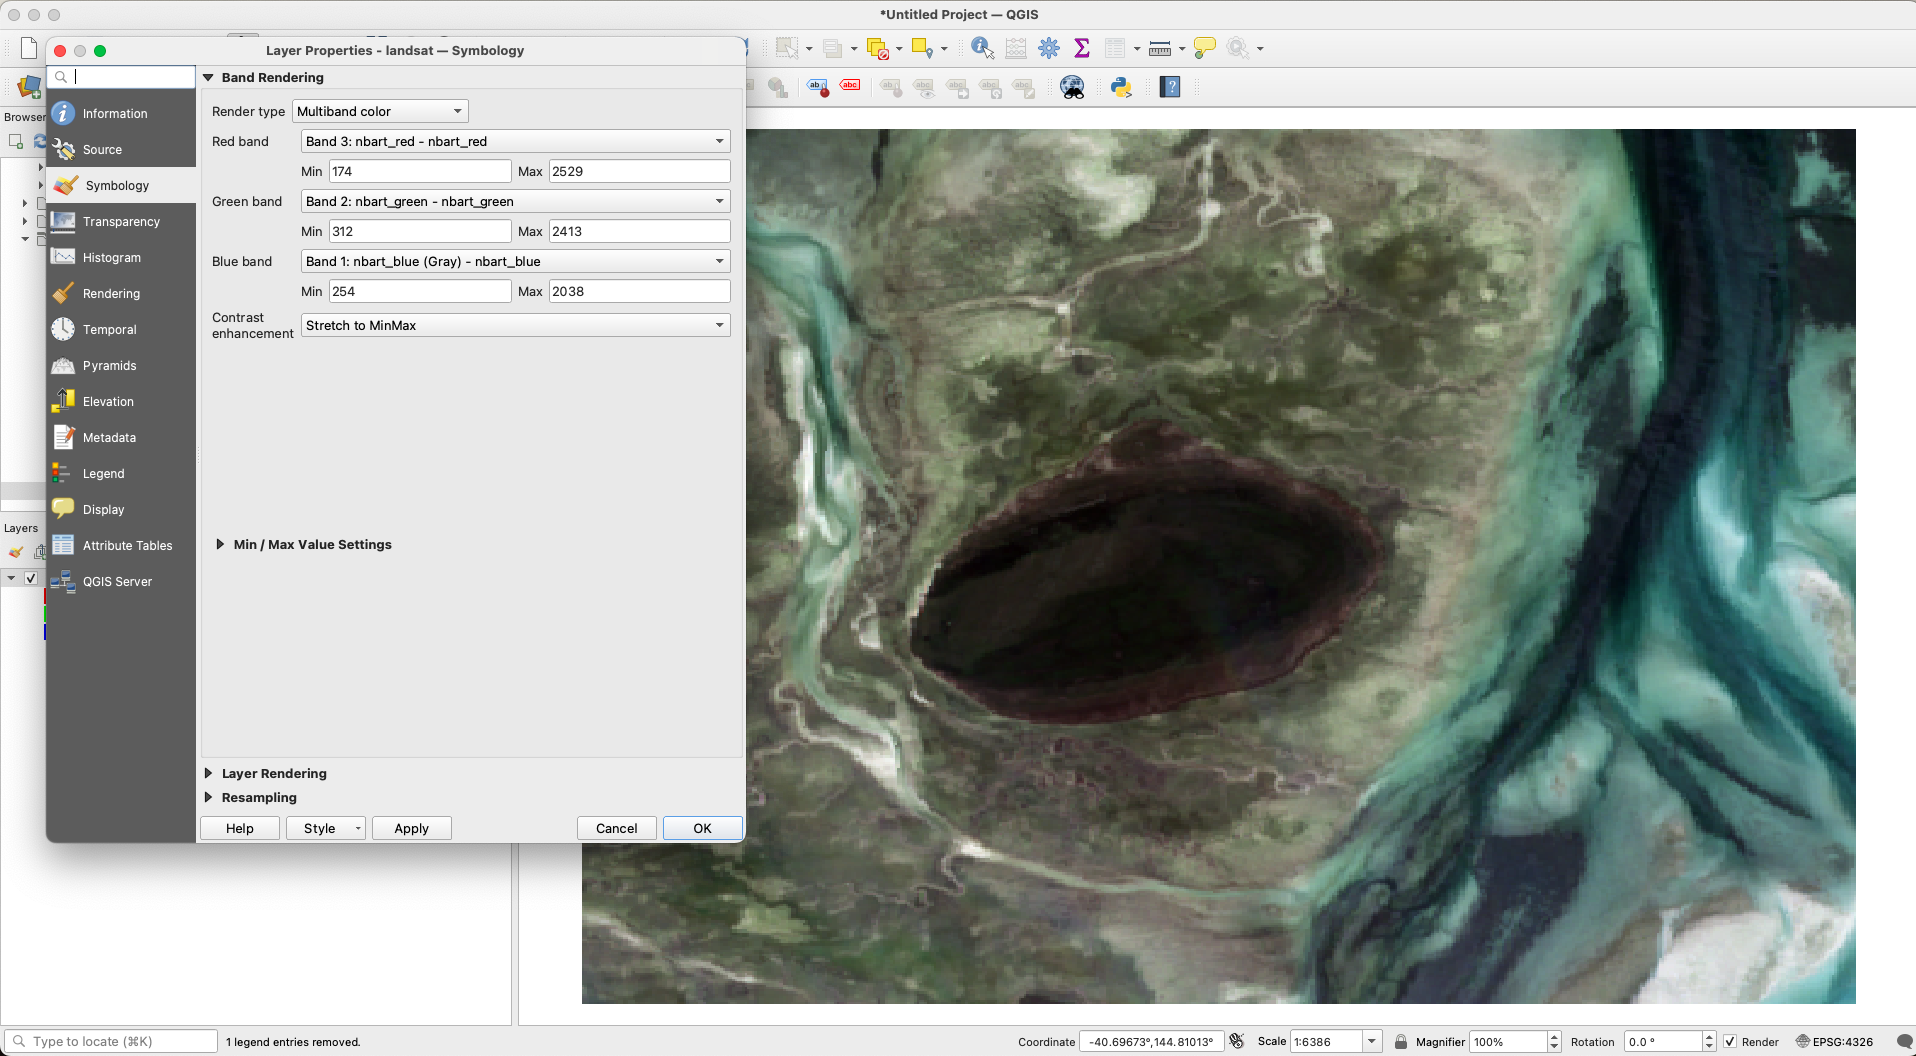 *Untitled Project — QGIS
Layer Properties - landsat — Symbology
Information
Source
Symbology
Transparency
Histogram
Rendering
Temporal
Pyramids
Elevation
Metadata
Legend
Display
Attribute Tables
QGIS Server
Band Rendering
Render type Multiband color
Red band Band 3: nbart_red - nbart_red
Min 174 Max 2529
Green band Band 2: nbart_green - nbart_green
Min 312 Max 2413
Blue band Band 1: nbart_blue (Gray) - nbart_blue
Min 254 Max 2038
Contrast
enhancement Stretch to MinMax
Min / Max Value Settings
Layer Rendering
Resampling
Help Style Apply Cancel OK
Layers
abc
Type to locate (⌘K) 1 legend entries removed. Coordinate -40.69673°,144.81013° Scale 1:6386 Magnifier 100% Rotation 0.0 ° Render EPSG:4326